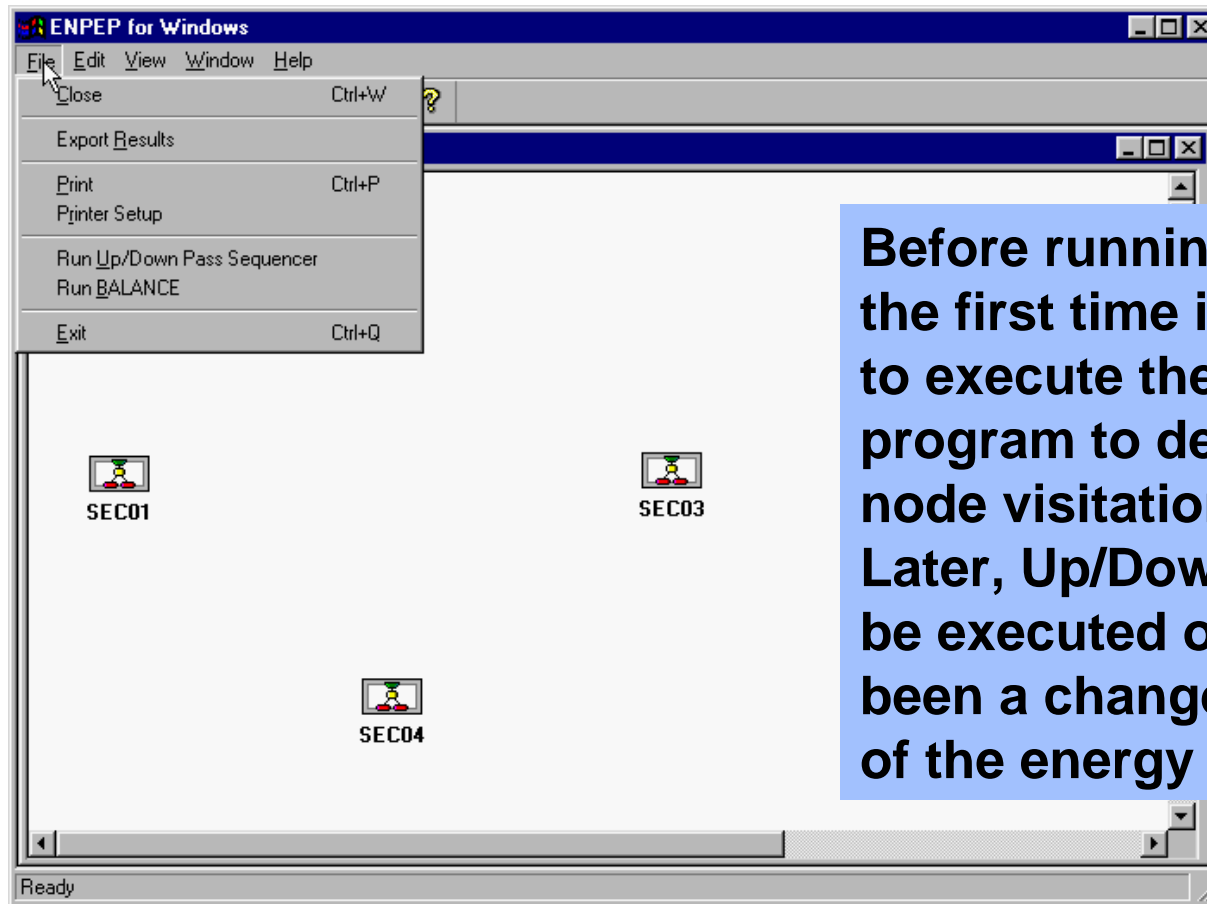 ENPEP for Windows
File Edit View Window Help
Close Ctrl+W
Export Results
Print Ctrl+P
Printer Setup
Run Up/Down Pass Sequencer
Run BALANCE
Exit Ctrl+Q
SEC01
SEC03
SEC04
Before runnin
the first time i
to execute the
program to de
node visitatio
Later, Up/Dow
be executed o
been a change
of the energy
Ready